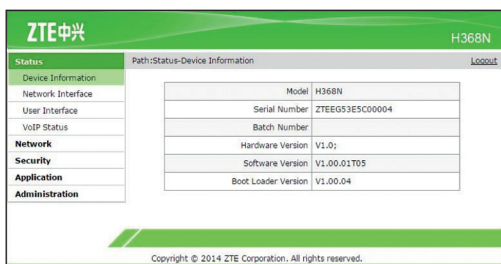 ZTE中兴
H368N
Status
Device Information
Network Interface
User Interface
VoIP Status
Network
Security
Application
Administration
Path:Status-Device Information
Logout
Model H368N
Serial Number ZTEEG53E5C00004
Batch Number
Hardware Version V1.0;
Software Version V1.00.01T05
Boot Loader Version V1.00.04
Copyright © 2014 ZTE Corporation. All rights reserved.